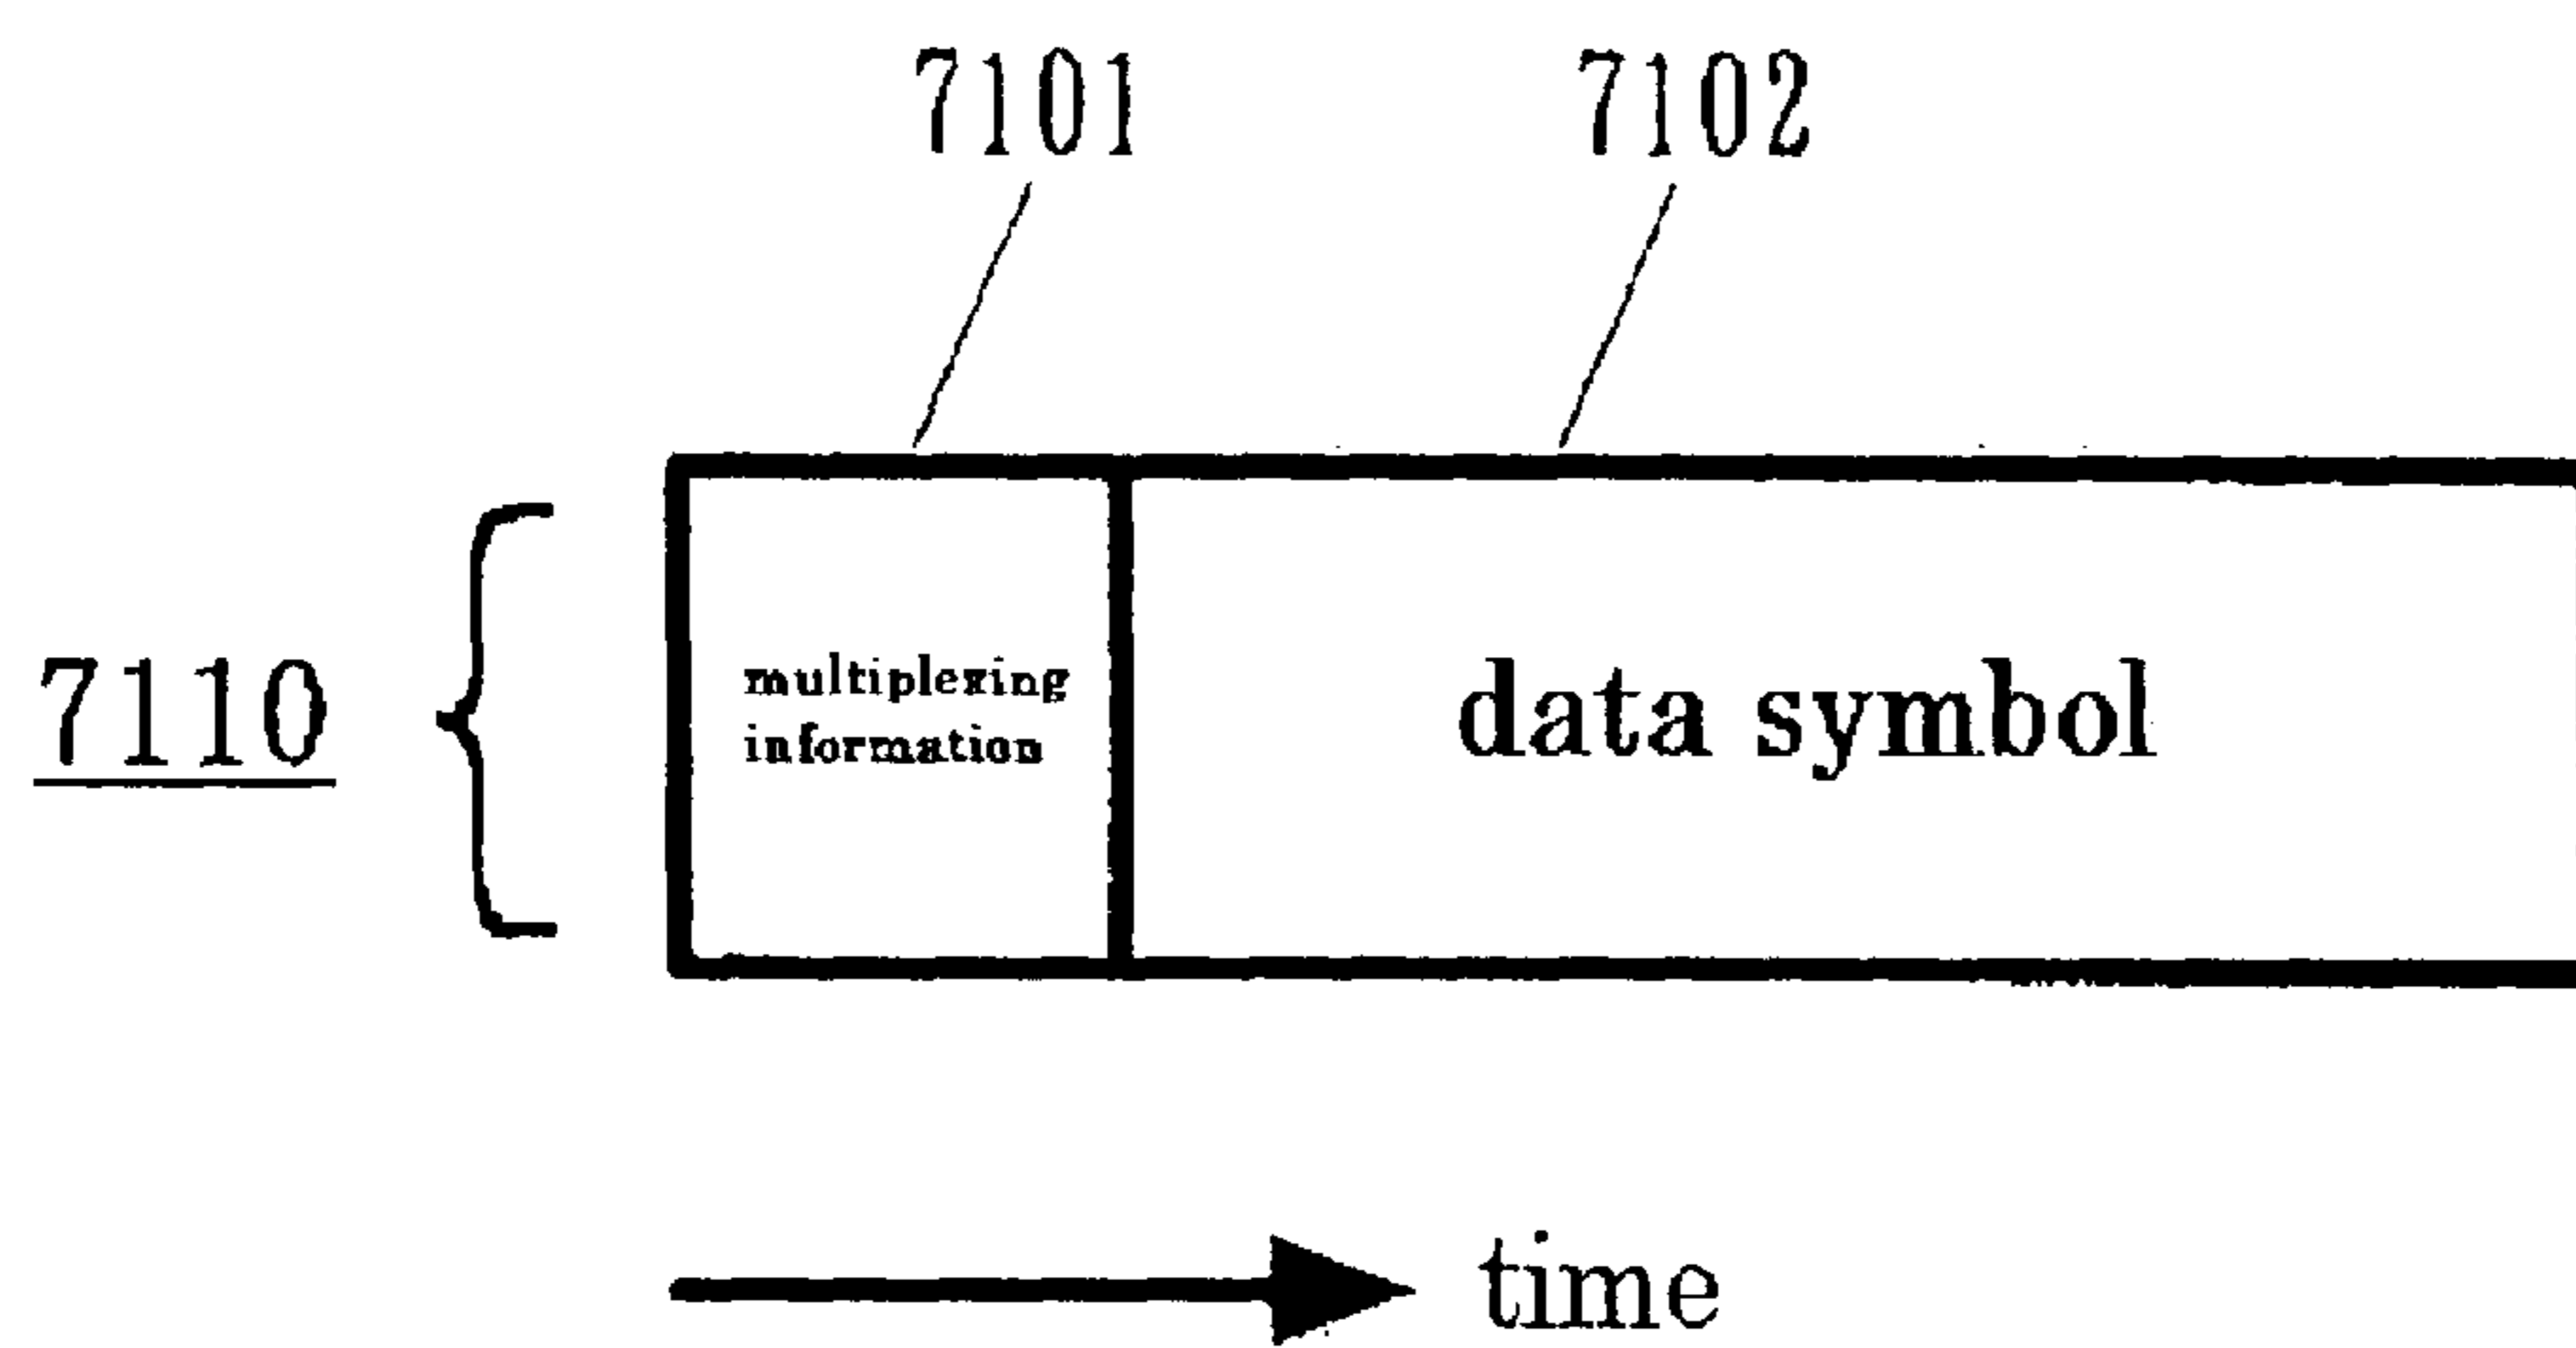 7101 7102
7110
multiplexing
information
data symbol
time